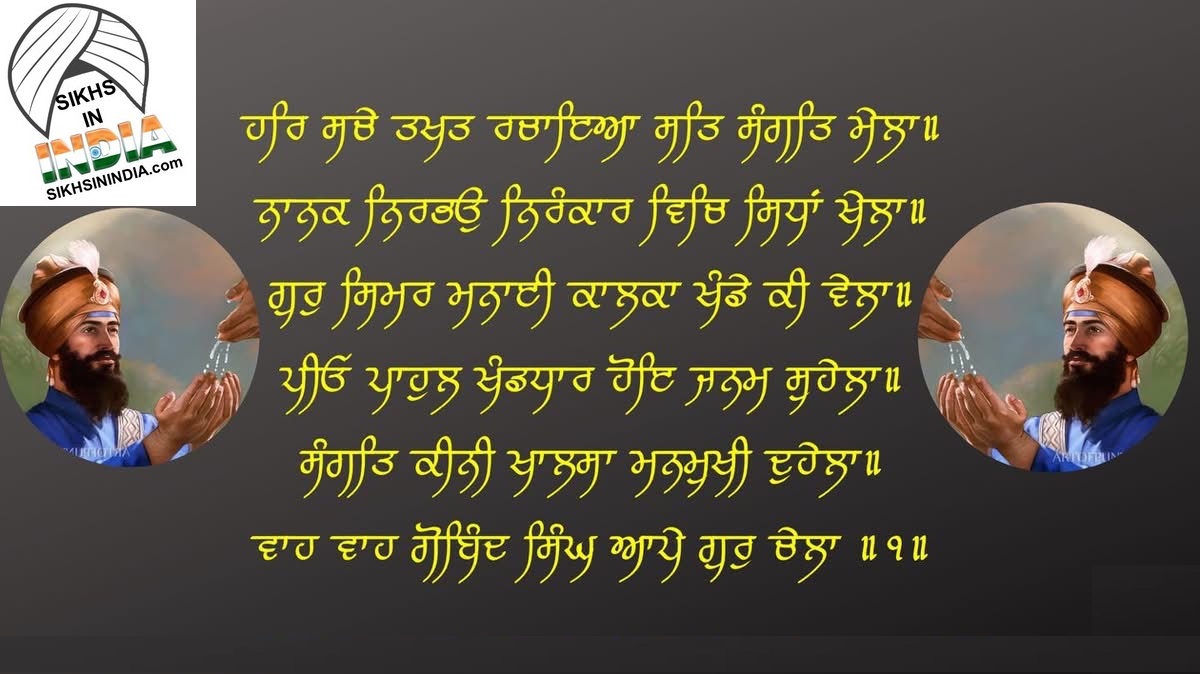 SIKHS
IN
INDIA
SIKHSININDIA.com
ਹਰਿ ਸਚੇ ਤਖਤ ਰਚਾਇਆ ਸਤਿ ਸੰਗਤਿ ਮੇਲਾ॥
ਨਾਨਕ ਨਿਰਭਉ ਨਿਰੰਕਾਰ ਵਿਚਿ ਸਿਧਾਂ ਖੇਲਾ॥
ਗੁਰੁ ਸਿਮਰ ਮਨਾਈ ਕਾਲਕਾ ਖੰਡੇ ਕੀ ਵੇਲਾ॥
ਪੀਓ ਪਾਹੁਲ ਖੰਡਧਾਰ ਹੋਇ ਜਨਮ ਸੁਹੇਲਾ॥
ਸੰਗਤਿ ਕੀਨੀ ਖਾਲਸਾ ਮਨਮੁਖੀ ਦੁਹੇਲਾ॥
ਵਾਹ ਵਾਹ ਗੋਬਿੰਦ ਸਿੰਘ ਆਪੇ ਗੁਰੁ ਚੇਲਾ ॥੧॥